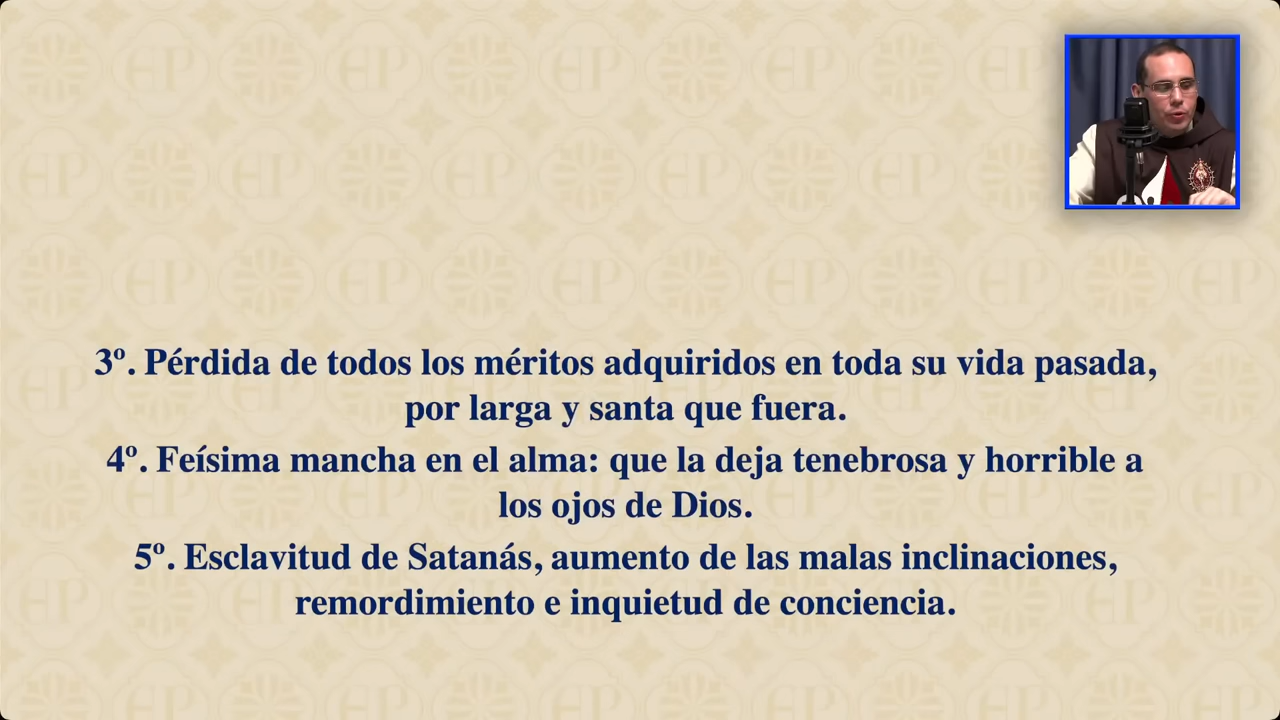 3º. Pérdida de todos los méritos adquiridos en toda su vida pasada,
por larga y santa que fuera.
4º. Feísima mancha en el alma: que la deja tenebrosa y horrible a
los ojos de Dios.
5º. Esclavitud de Satanás, aumento de las malas inclinaciones,
remordimiento e inquietud de conciencia.